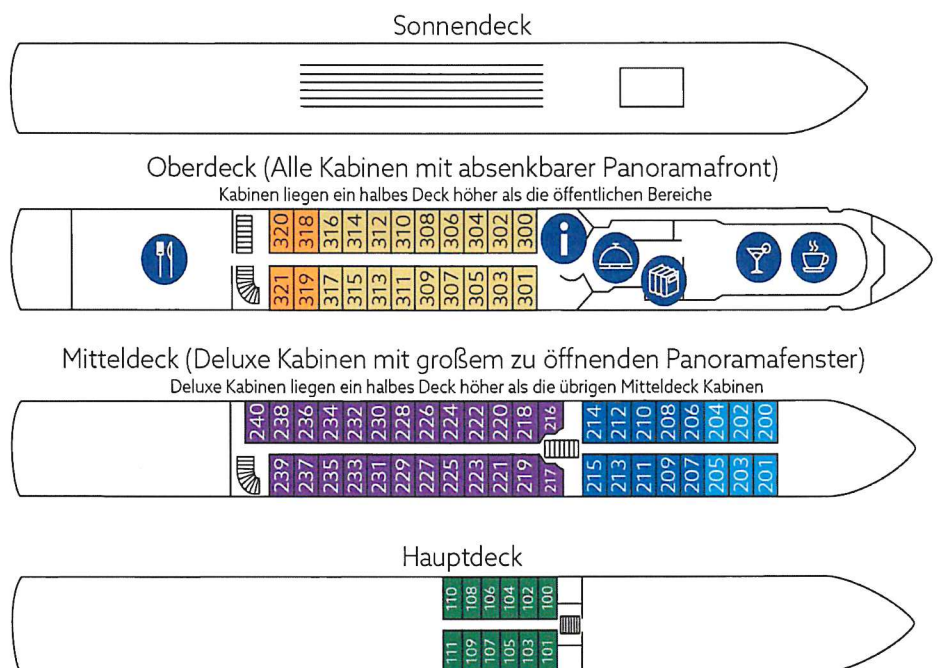 Sonnendeck
Oberdeck (Alle Kabinen mit absenkbarer Panoramafront)
Kabinen liegen ein halbes Deck höher als die öffentlichen Bereiche
320 318 316 314 312 310 308 306 304 302 300
321 319 317 315 313 311 309 307 305 303 301
Mitteldeck (Deluxe Kabinen mit großem zu öffnenden Panoramafenster)
Deluxe Kabinen liegen ein halbes Deck höher als die übrigen Mitteldeck Kabinen
240 238 236 234 232 230 228 226 224 222 220 218 216 214 212 210 208 206 204 202 200
239 237 235 233 231 229 227 225 223 221 219 217 215 213 211 209 207 205 203 201
Hauptdeck
110 108 106 104 102 100
111 109 107 105 103 101